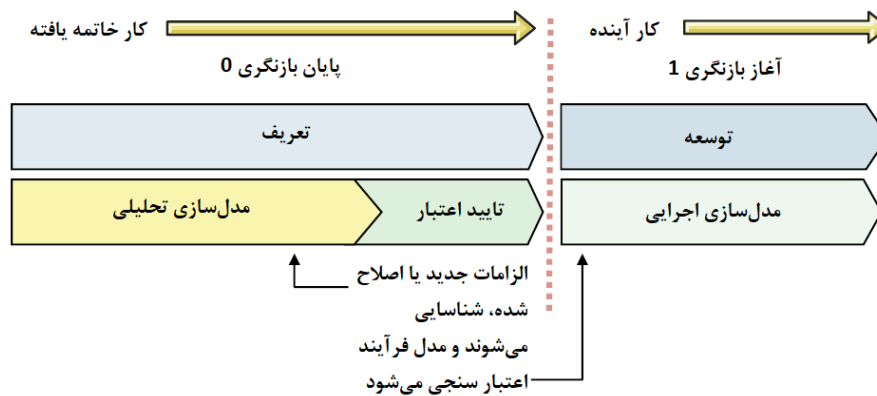 کار خاتمه یافته
کار آینده
پایان بازنگری 0
آغاز بازنگری 1
تعریف
توسعه
مدل‌سازی تحلیلی
تایید اعتبار
مدل‌سازی اجرایی
الزامات جدید یا اصلاح
شده، شناسایی
می‌شوند و مدل فرآیند
اعتبار سنجی می‌شود